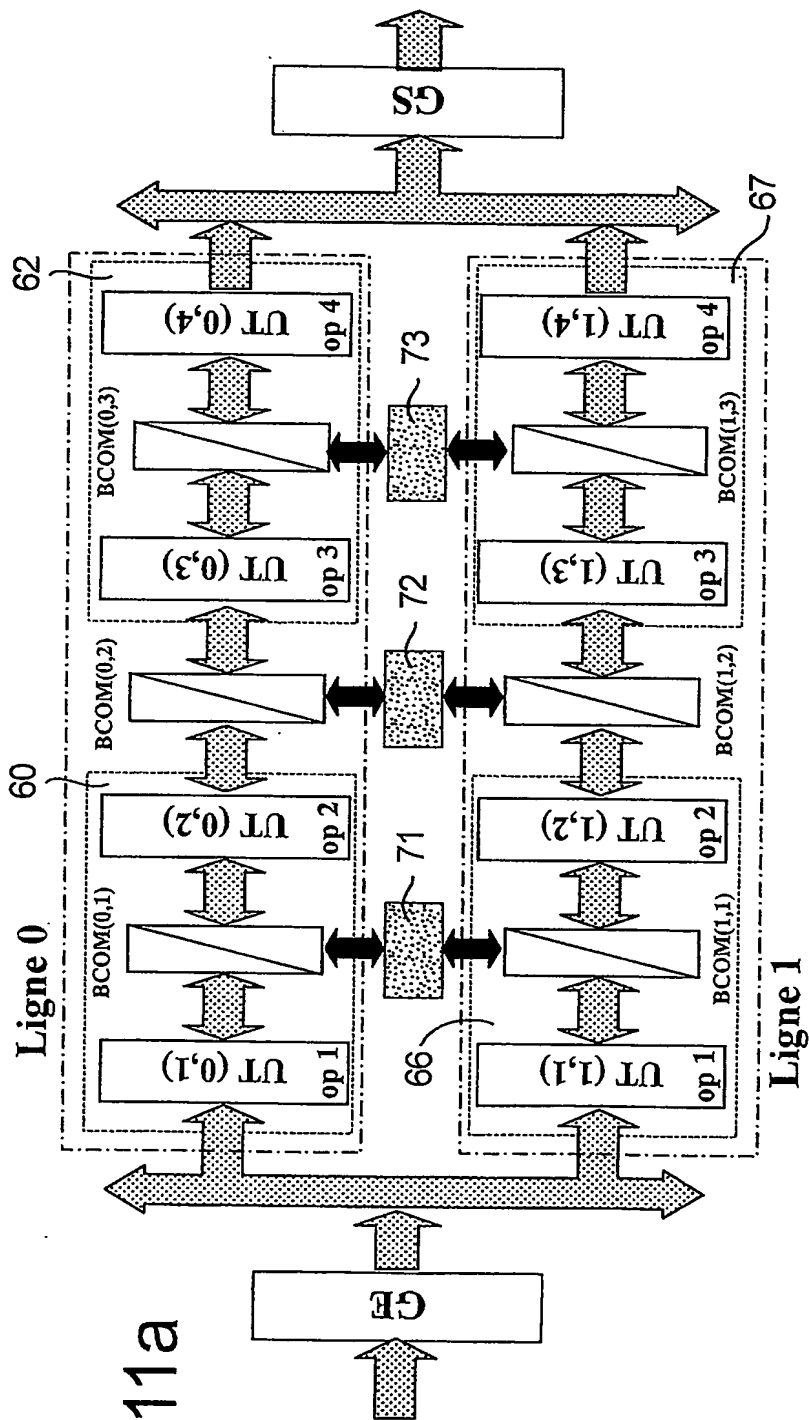 11a
Ligne 0
60
62
BCOM(0,1)
BCOM(0,2)
BCOM(0,3)
UT (0,1)
op 1
UT (0,2)
op 2
UT (0,3)
op 3
UT (0,4)
op 4
GE
GS
71
72
73
66
67
UT (1,1)
op 1
UT (1,2)
op 2
UT (1,3)
op 3
UT (1,4)
op 4
BCOM(1,1)
BCOM(1,2)
BCOM(1,3)
Ligne 1